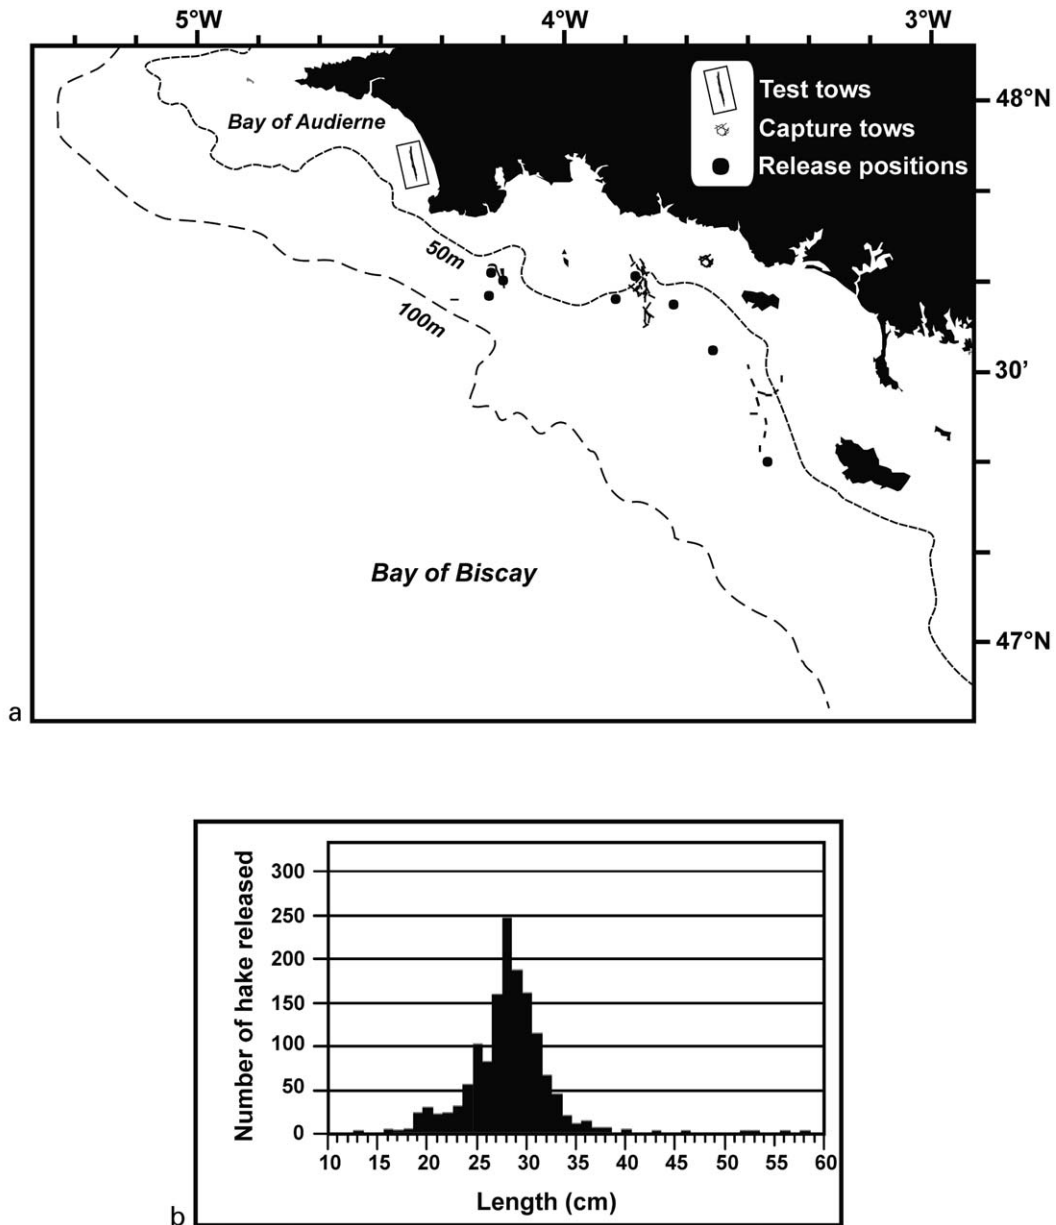 5°W 4°W 3°W
48°N
Test tows
Capture tows
Release positions
Bay of Audierne
50m
100m
30’
Bay of Biscay
47°N
a
Number of hake released
300
250
200
150
100
50
0
10 15 20 25 30 35 40 45 50 55 60
Length (cm)
b